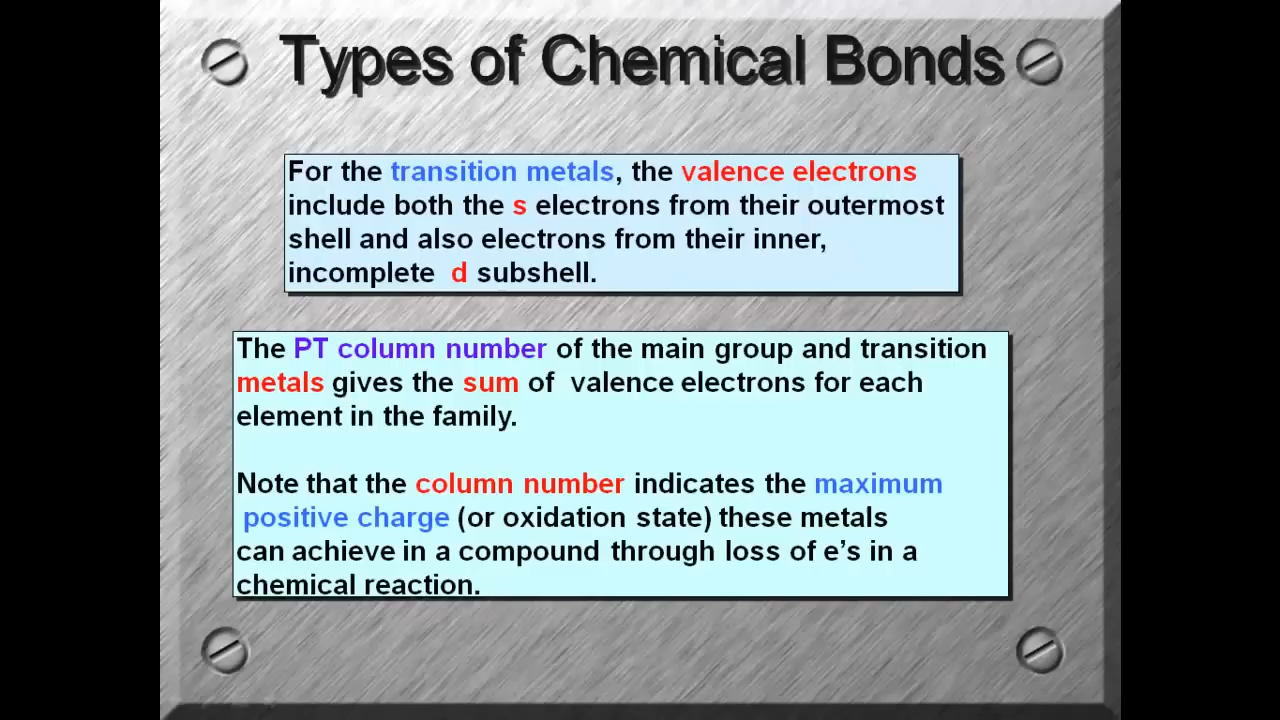 Types of Chemical Bonds
For the transition metals, the valence electrons
include both the s electrons from their outermost
shell and also electrons from their inner,
incomplete d subshell.
The PT column number of the main group and transition
metals gives the sum of valence electrons for each
element in the family.
Note that the column number indicates the maximum
positive charge (or oxidation state) these metals
can achieve in a compound through loss of e’s in a
chemical reaction.